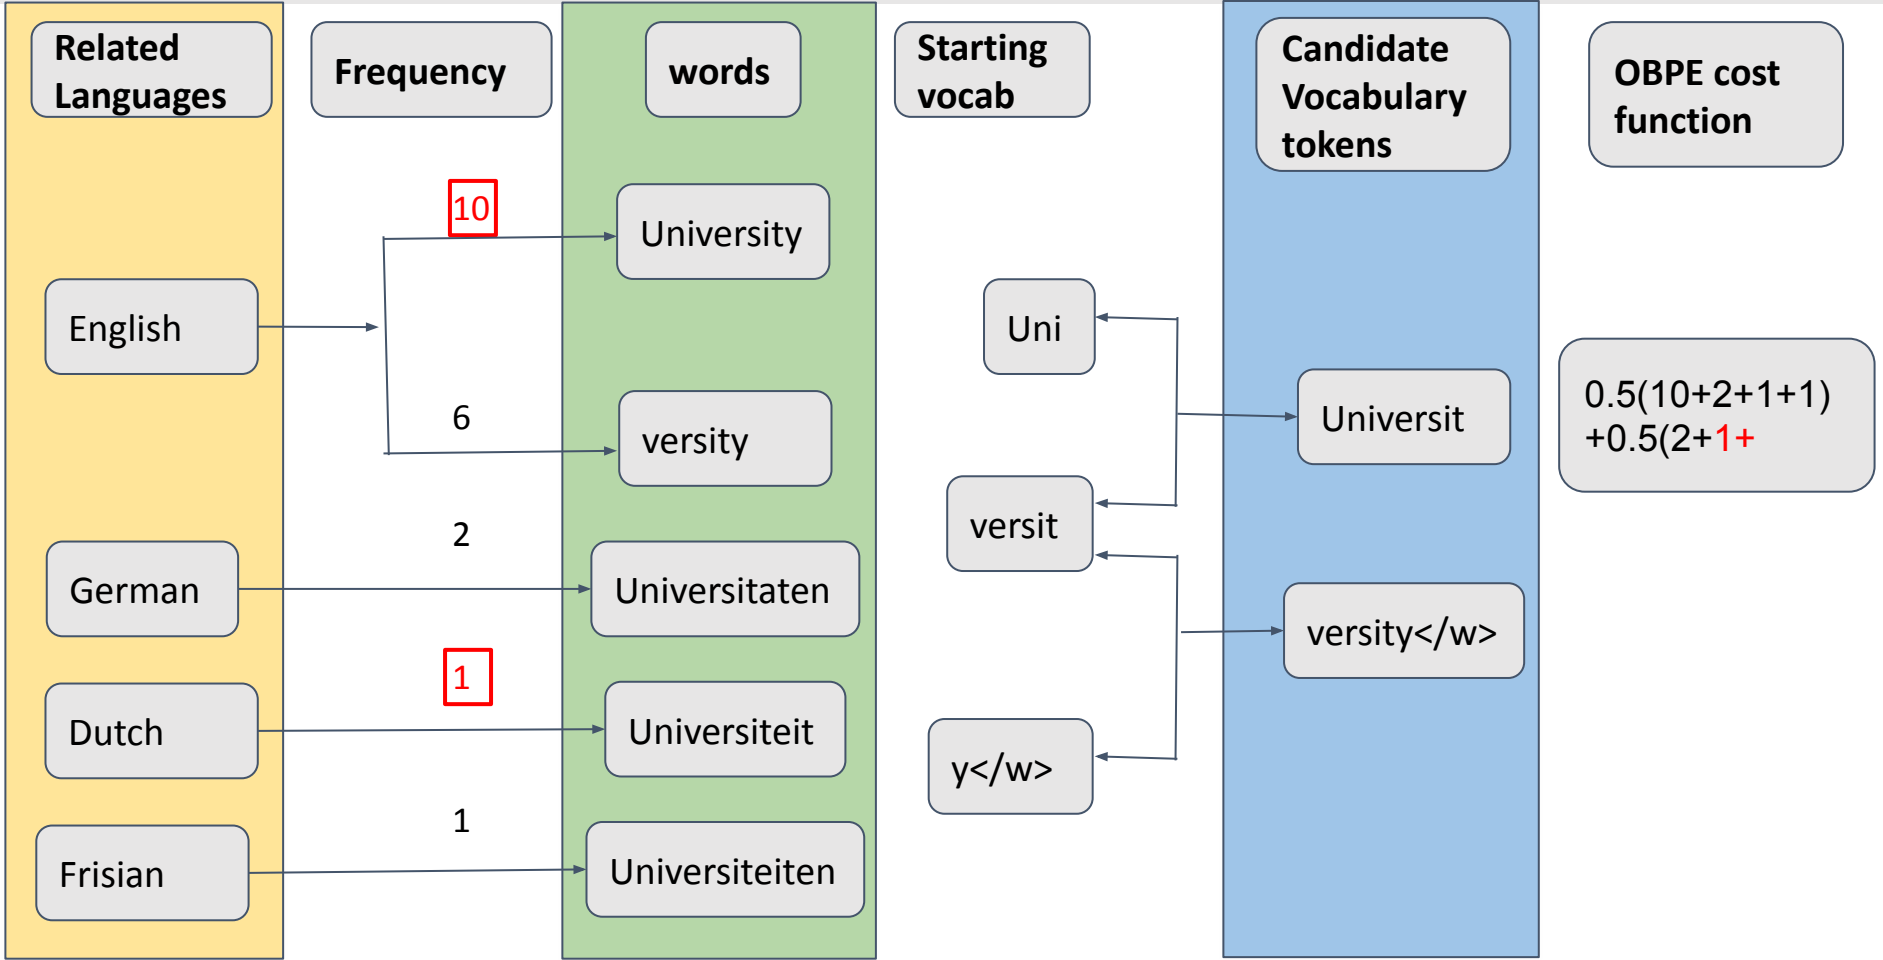 Related
Languages
Frequency
words
Starting
vocab
Candidate
Vocabulary
tokens
OBPE cost
function
10
University
English
Uni
6
versity
Universit
0.5(10+2+1+1)
+0.5(2+1+
2
versit
German
Universitaten
versity</w>
1
Dutch
Universiteit
y</w>
1
Frisian
Universiteiten